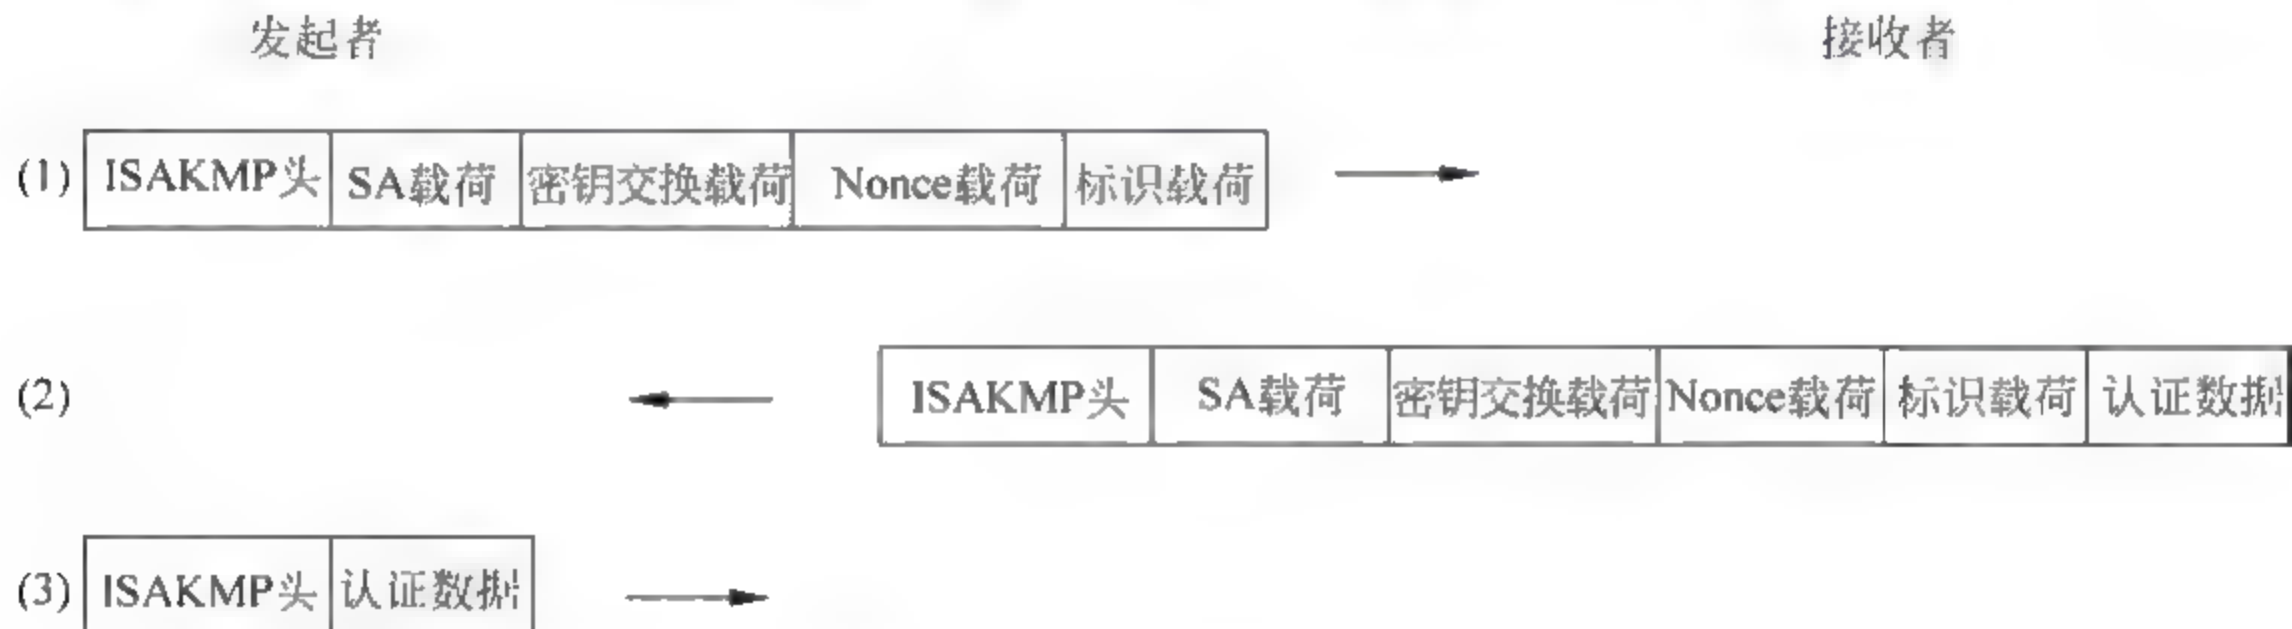 发起者 接收者
(1) ISAKMP头 SA载荷 密钥交换载荷 Nonce载荷 标识载荷
(2) ISAKMP头 SA载荷 密钥交换载荷 Nonce载荷 标识载荷 认证数据
(3) ISAKMP头 认证数据